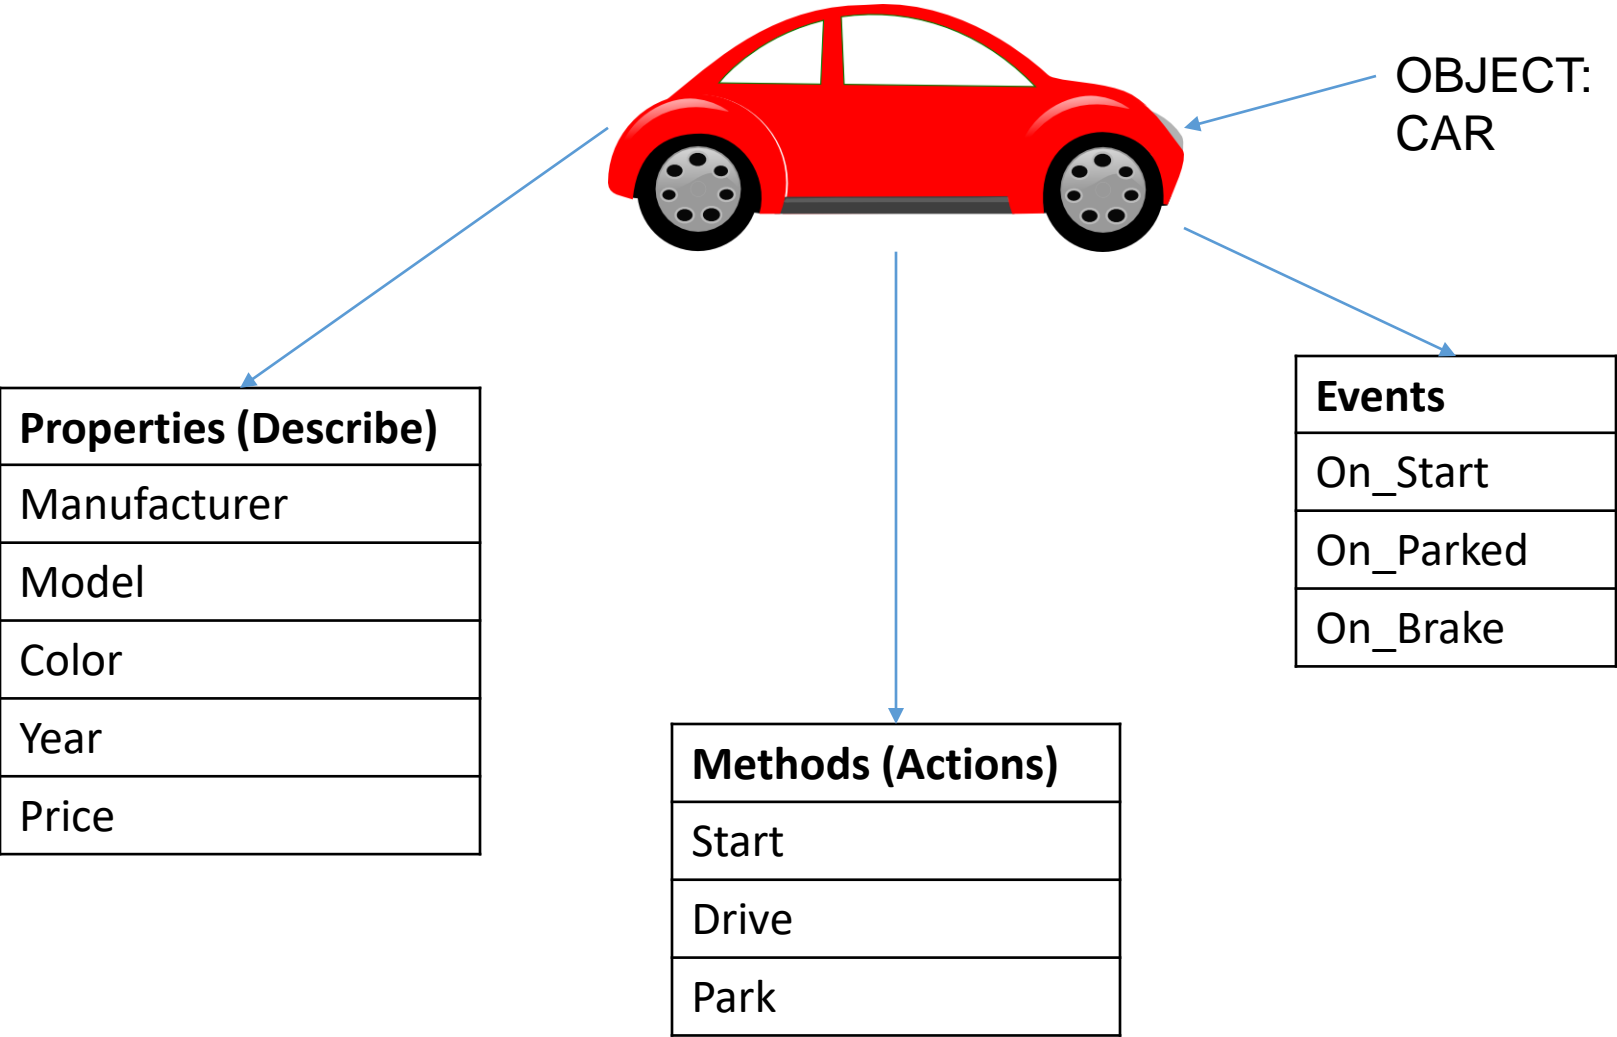 OBJECT:
CAR
Properties (Describe)
Manufacturer
Model
Color
Year
Price
Methods (Actions)
Start
Drive
Park
Events
On_Start
On_Parked
On_Brake